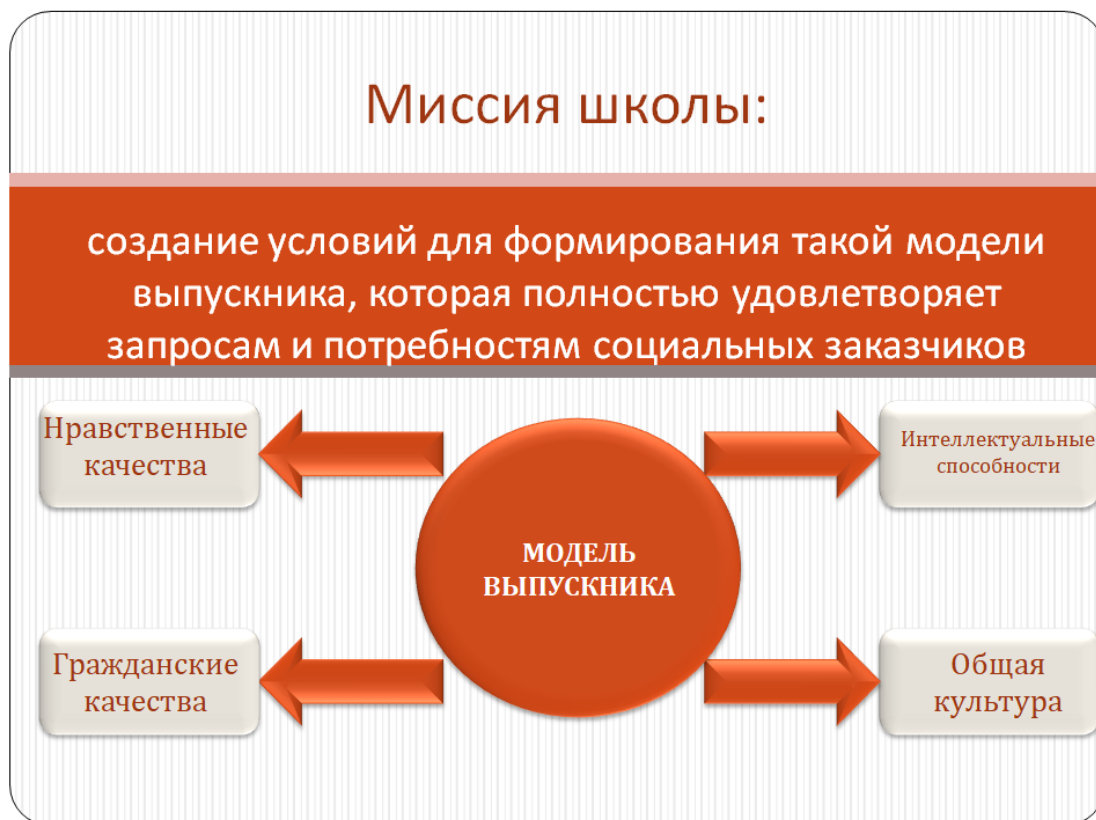 Миссия школы:
создание условий для формирования такой модели
выпускника, которая полностью удовлетворяет
запросам и потребностям социальных заказчиков
Нравственные
качества
Интеллектуальные
способности
МОДЕЛЬ
ВЫПУСКНИКА
Гражданские
качества
Общая
культура